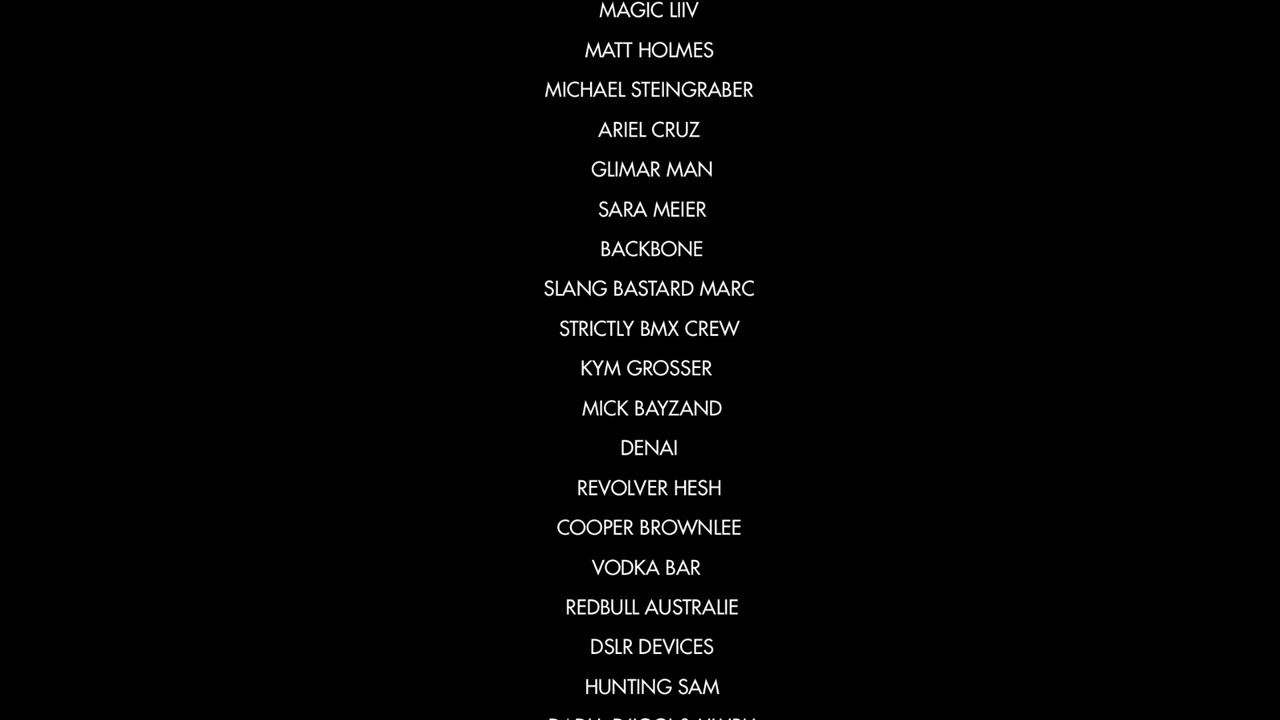 MAGIC LIIV
MATT HOLMES
MICHAEL STEINGRABER
ARIEL CRUZ
GLIMAR MAN
SARA MEIER
BACKBONE
SLANG BASTARD MARC
STRICTLY BMX CREW
KYM GROSSER
MICK BAYZAND
DENAI
REVOLVER HESH
COOPER BROWNLEE
VODKA BAR
REDBULL AUSTRALIE
DSLR DEVICES
HUNTING SAM